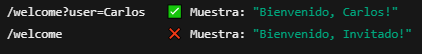 /welcome?user=Carlos ✅ Muestra: "Bienvenido, Carlos!"
/welcome ❌ Muestra: "Bienvenido, Invitado!"